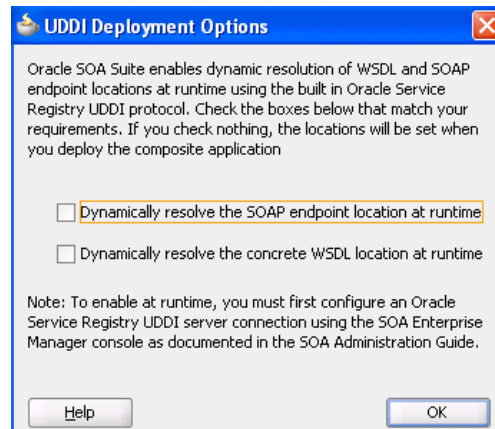 UDDI Deployment Options
Oracle SOA Suite enables dynamic resolution of WSDL and SOAP
endpoint locations at runtime using the built in Oracle Service
Registry UDDI protocol. Check the boxes below that match your
requirements. If you check nothing, the locations will be set when
you deploy the composite application
Dynamically resolve the SOAP endpoint location at runtime
Dynamically resolve the concrete WSDL location at runtime
Note: To enable at runtime, you must first configure an Oracle
Service Registry UDDI server connection using the SOA Enterprise
Manager console as documented in the SOA Administration Guide.
Help
OK